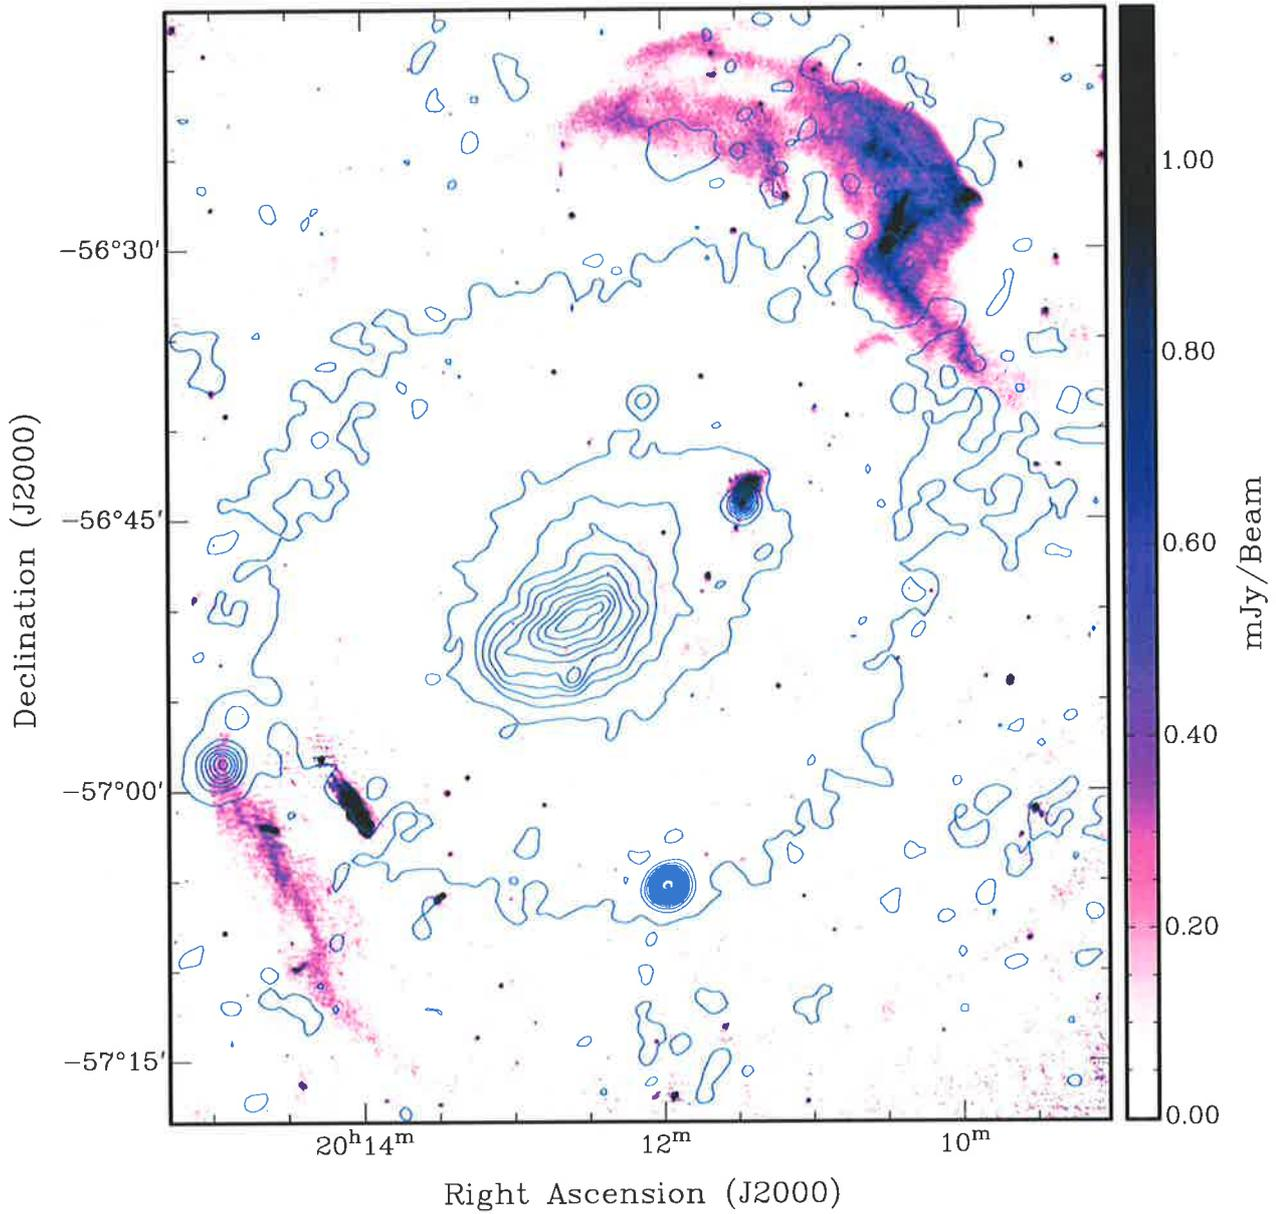 1.00
−56°30′
0.80
−56°45′
0.60
mJy/Beam
Declination (J2000)
0.40
−57°00′
0.20
−57°15′
0.00
20ʰ14ᵐ
12ᵐ
10ᵐ
Right Ascension (J2000)